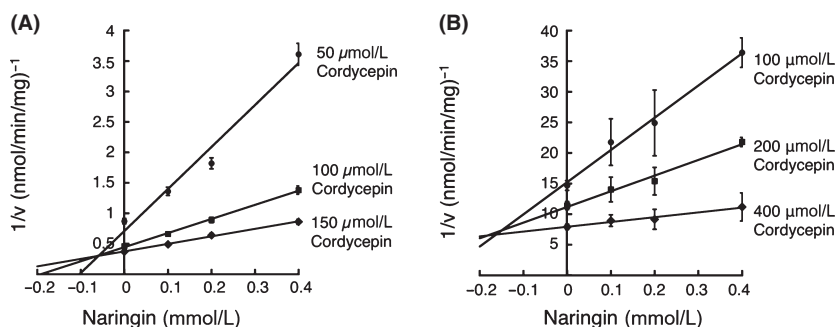 (A)
1/v (nmol/min/mg)⁻¹
4
3.5
3
2.5
2
1.5
1
0.5
−0.2 −0.1 0 0.1 0.2 0.3 0.4
Naringin (mmol/L)
50 µmol/L
Cordycepin
100 µmol/L
Cordycepin
150 µmol/L
Cordycepin
(B)
1/v (nmol/min/mg)⁻¹
40
35
30
25
20
15
10
5
−0.2 −0.1 0 0.1 0.2 0.3 0.4
Naringin (mmol/L)
100 µmol/L
Cordycepin
200 µmol/L
Cordycepin
400 µmol/L
Cordycepin